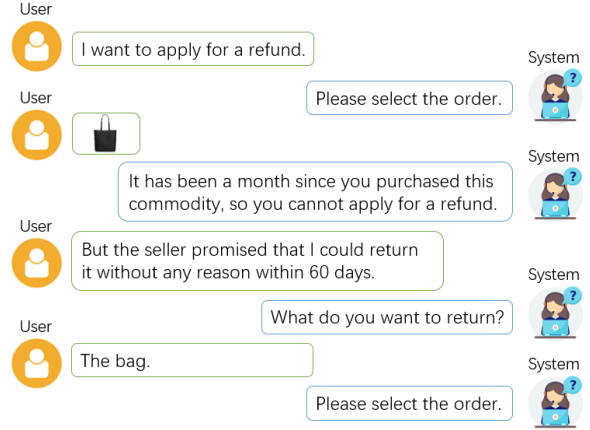 User
I want to apply for a refund.
System
Please select the order.
User
System
It has been a month since you purchased this
commodity, so you cannot apply for a refund.
User
But the seller promised that I could return
it without any reason within 60 days.
System
What do you want to return?
User
The bag.
System
Please select the order.